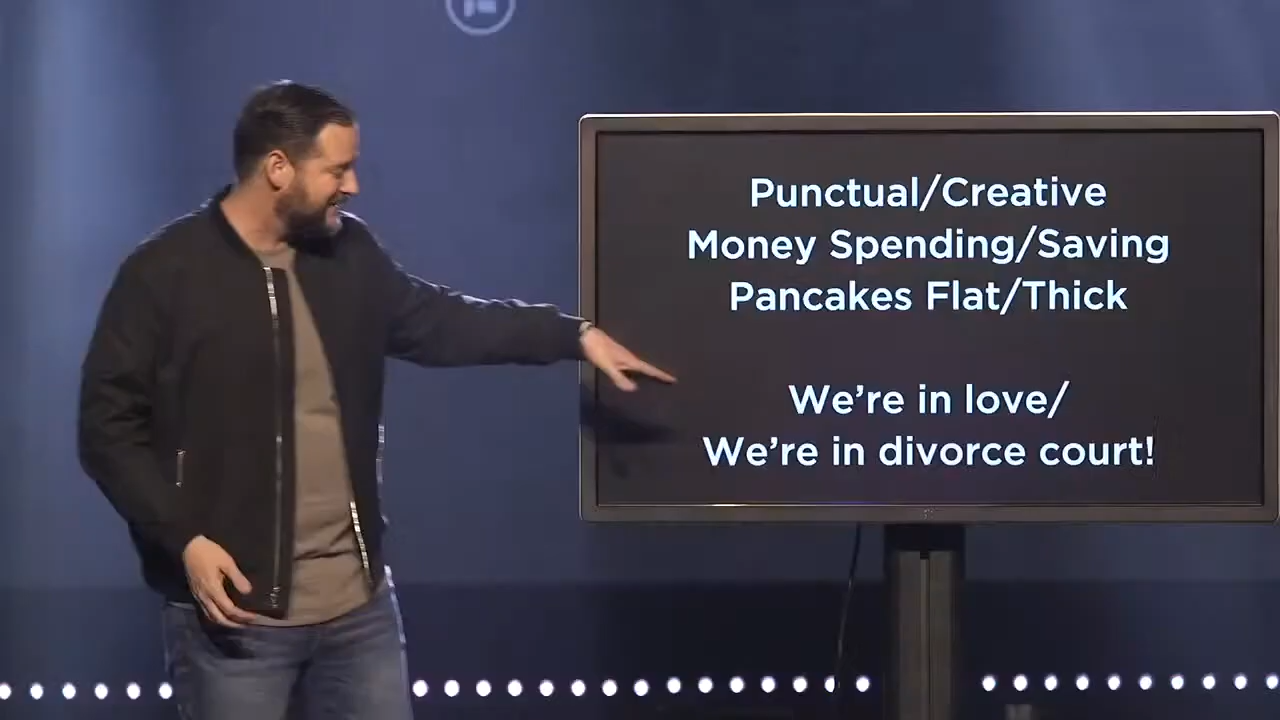 Punctual/Creative
Money Spending/Saving
Pancakes Flat/Thick
We're in love/
We're in divorce court!